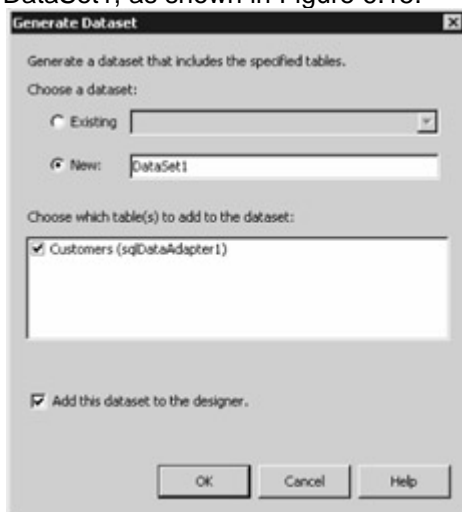 DataSet1, as shown in Figure 6.16.
Generate Dataset
Generate a dataset that includes the specified tables.
Choose a dataset:
Existing
New: DataSet1
Choose which table(s) to add to the dataset:
Customers (sqlDataAdapter1)
Add this dataset to the designer.
OK Cancel Help